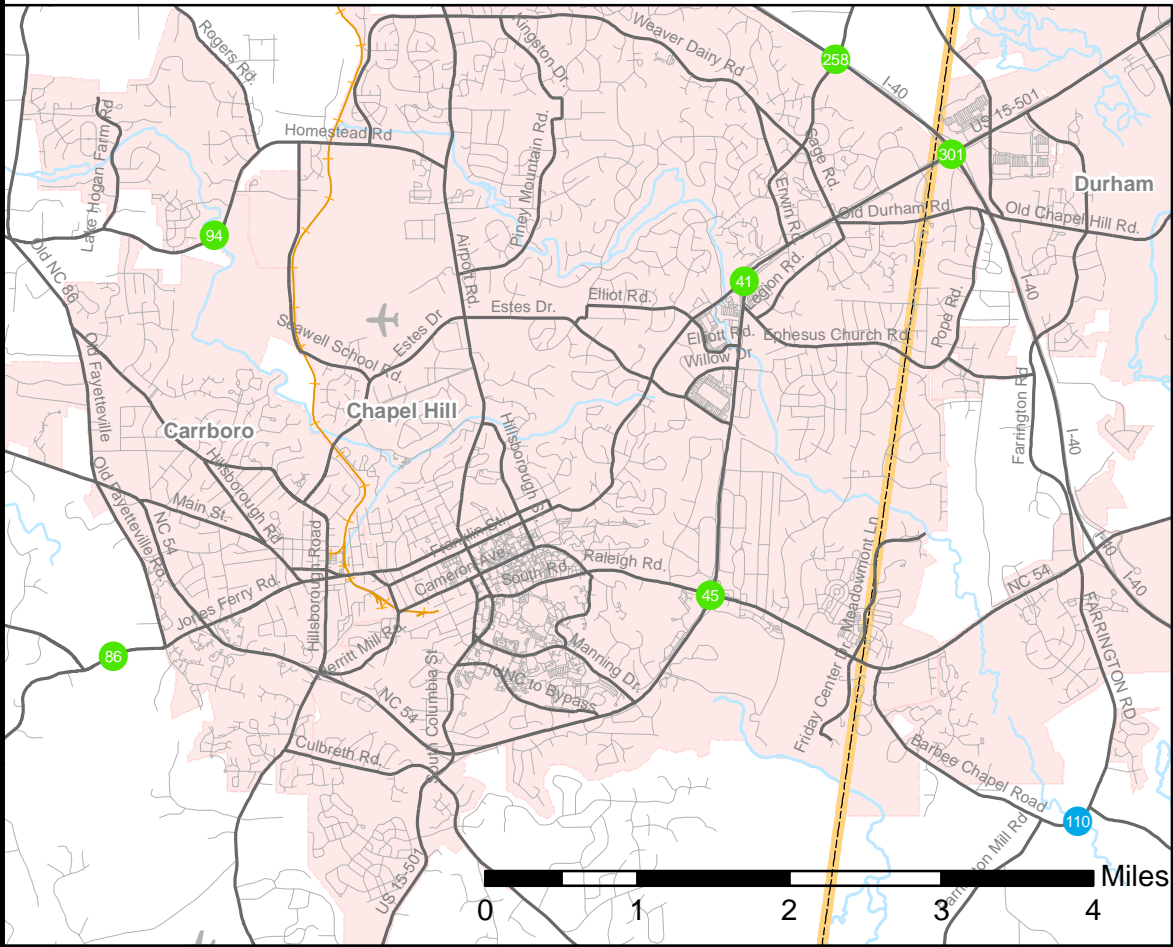 Rogers Rd.
Kingston Dr.
Weaver Dairy Rd
258
I-40
US 15-501
Homestead Rd
Sage Rd.
301
Lake Hogan Farm Rd
Piney Mountain Rd.
Durham
Erwin Rd.
Old Durham Rd.
Old Chapel Hill Rd.
94
Old NC 86
Airport Rd.
41
Legion Rd.
I-40
Elliot Rd.
Estes Dr.
Estes Dr
Seawell School Rd.
Elliott Rd.
Ephesus Church Rd.
Pope Rd.
Willow Dr
Old Fayetteville
Farrington Rd
Chapel Hill
Carrboro
Hillsborough St.
I-40
Hillsborough Rd
Old Fayetteville Rd.
Main St.
NC 54
Franklin St.
Hillsborough Road
Cameron Ave.
South Rd.
Raleigh Rd.
Meadowmont Ln
I-40
I-40
NC 54
45
Jones Ferry Rd.
Merritt Mill Rd.
86
Manning Dr.
UNC to Bypass
FARRINGTON RD
NC 54
South Columbia St
Friday Center Dr.
Culbreth Rd.
Barbee Chapel Road
110
US 15-501
Miles
0 1 2 3 4